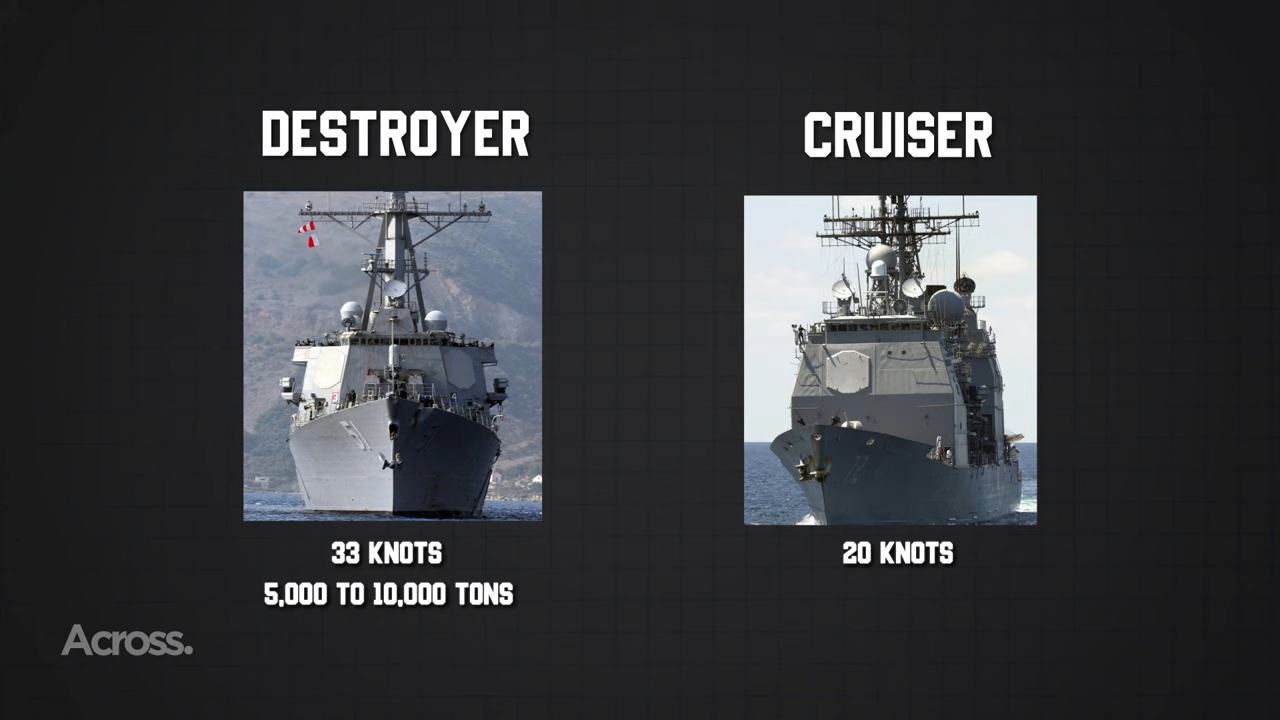 DESTROYER
CRUISER
33 KNOTS
5,000 TO 10,000 TONS
20 KNOTS
Across.